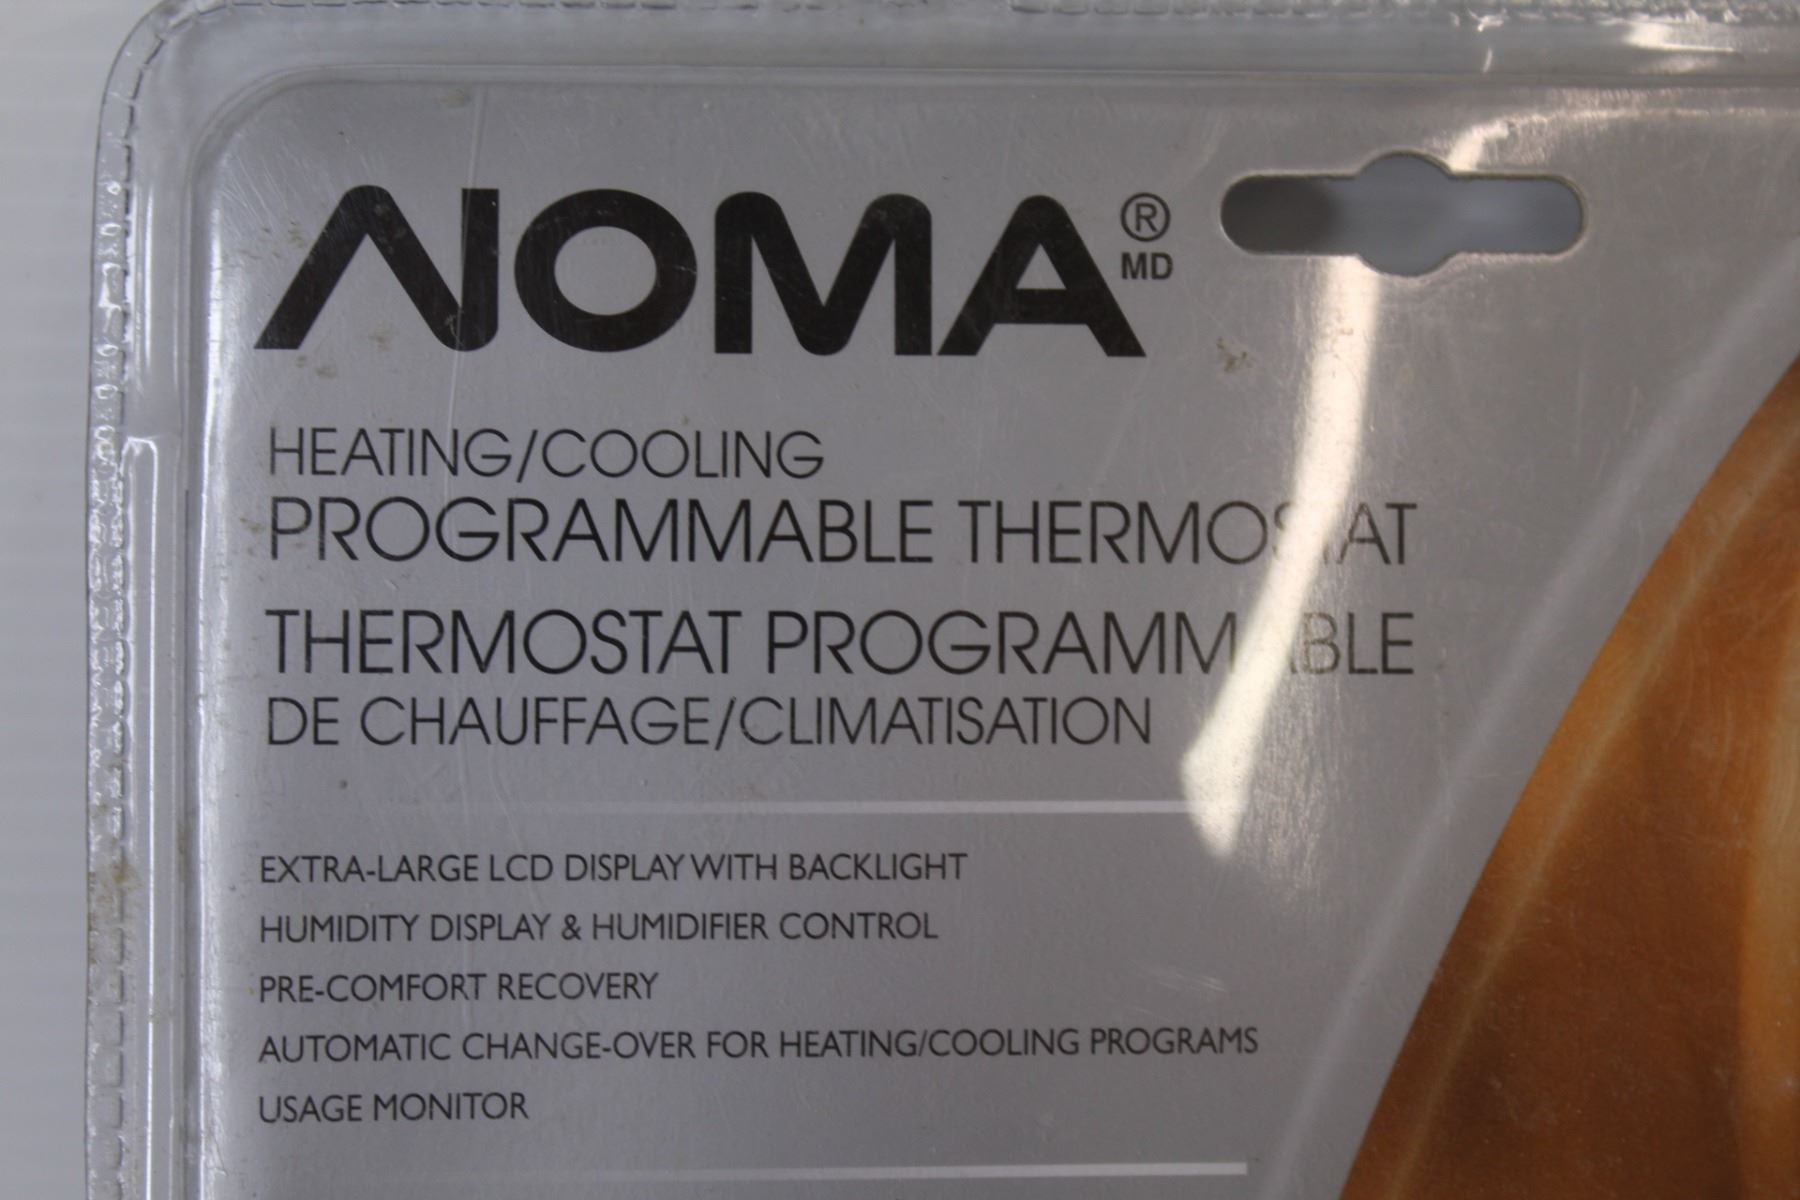 NOMA®
MD
HEATING/COOLING
PROGRAMMABLE THERMOSTAT
THERMOSTAT PROGRAMMABLE
DE CHAUFFAGE/CLIMATISATION
EXTRA-LARGE LCD DISPLAY WITH BACKLIGHT
HUMIDITY DISPLAY & HUMIDIFIER CONTROL
PRE-COMFORT RECOVERY
AUTOMATIC CHANGE-OVER FOR HEATING/COOLING PROGRAMS
USAGE MONITOR